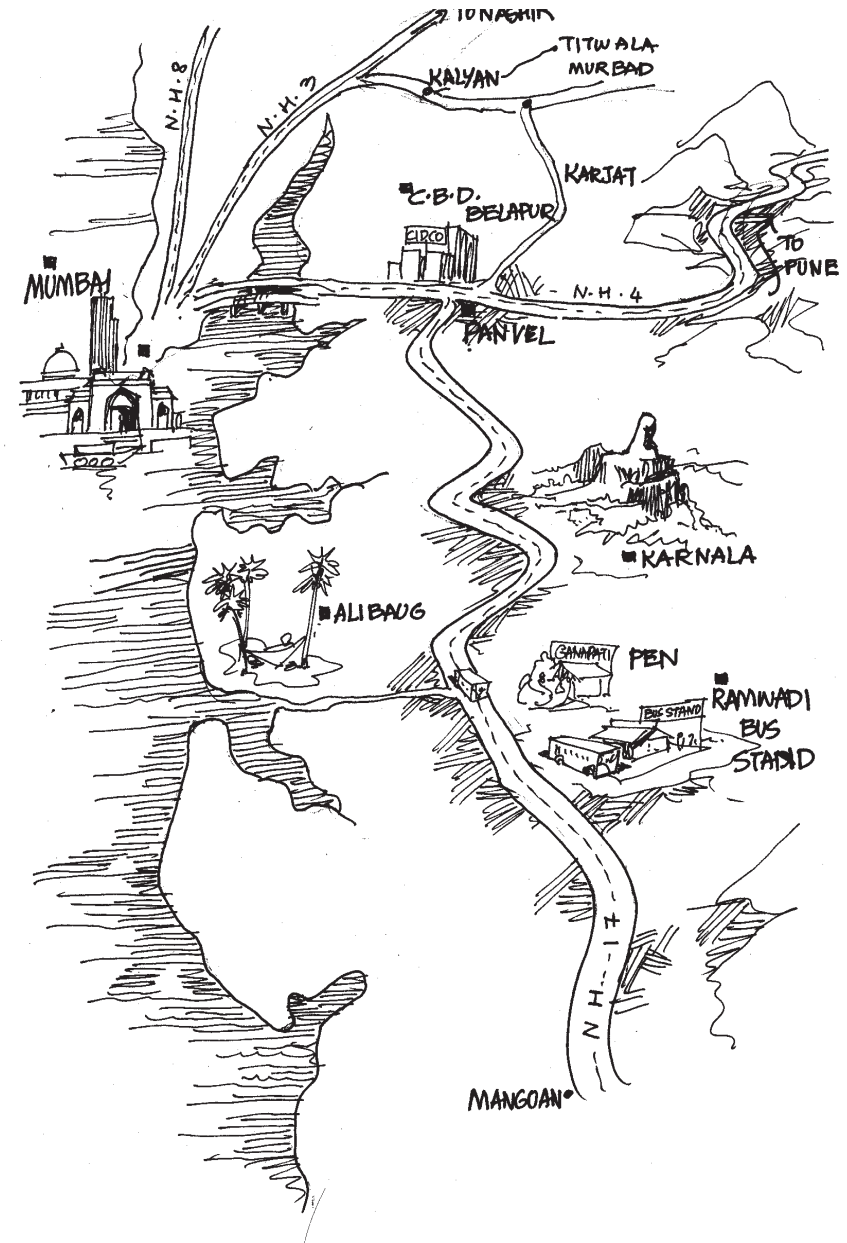 TO NASHIK
TITWALA
MURBAD
KALYAN
N.H.8
N.H.3
KARJAT
C.B.D.
BELAPUR
CIDCO
TO
PUNE
MUMBAI
N.H.4
PANVEL
KARNALA
ALIBAUG
GANAPATI
PEN
RAMWADI
BUS
STAND
BUS STAND
NH 17
MANGOAN